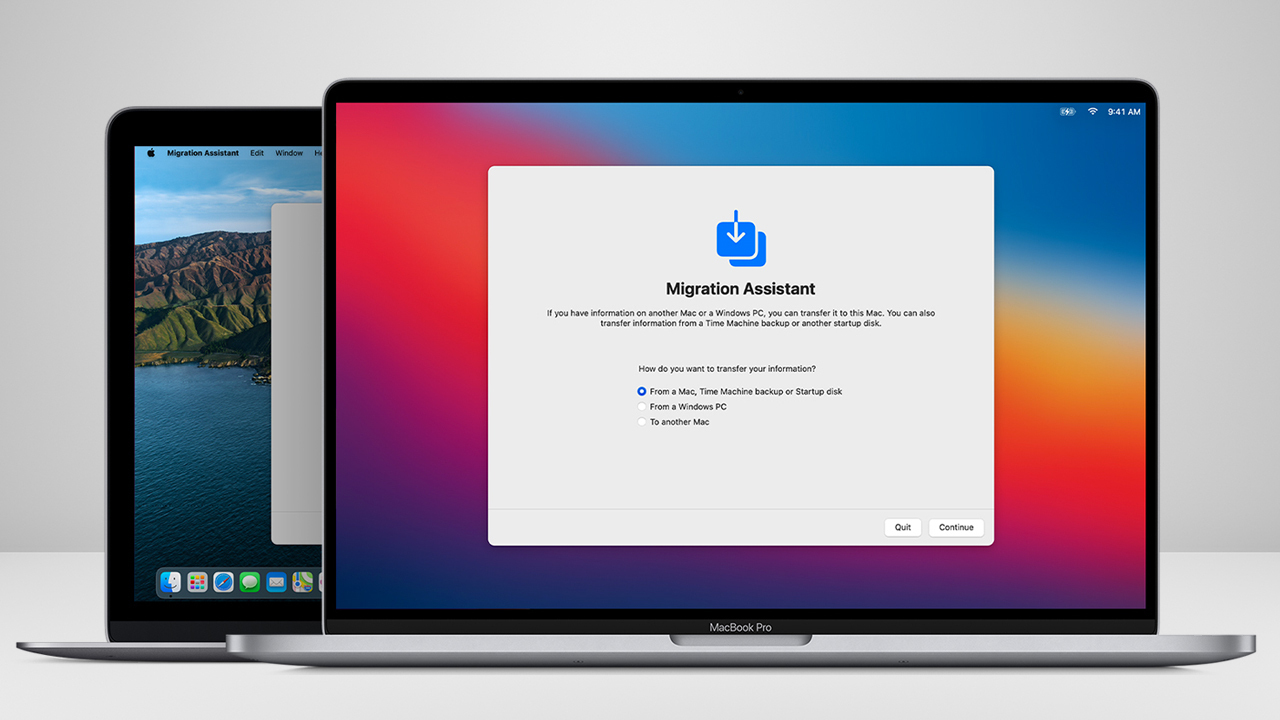 Migration Assistant Edit Window He
9:41 AM
Migration Assistant
If you have information on another Mac or a Windows PC, you can transfer it to this Mac. You can also
transfer information from a Time Machine backup or another startup disk.
How do you want to transfer your information?
From a Mac, Time Machine backup or Startup disk
From a Windows PC
To another Mac
Quit Continue
MacBook Pro